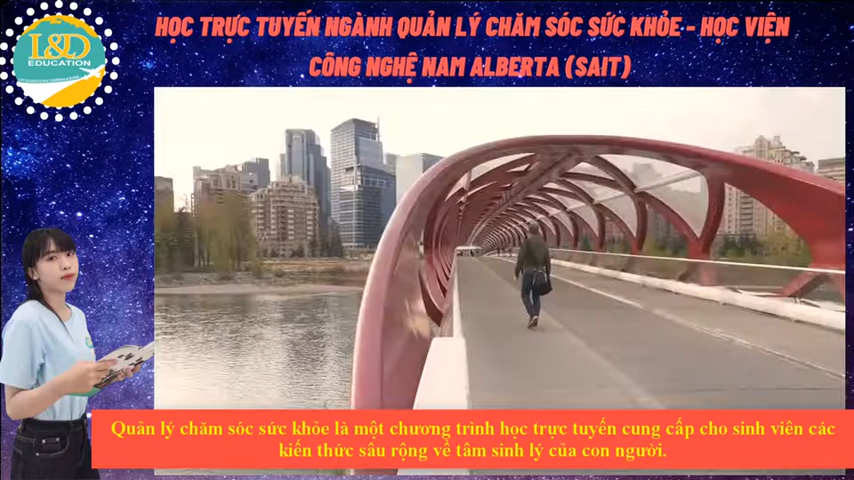 HỌC TRỰC TUYẾN NGÀNH QUẢN LÝ CHĂM SÓC SỨC KHỎE - HỌC VIỆN
CÔNG NGHỆ NAM ALBERTA (SAIT)
L&D
EDUCATION
Quản lý chăm sóc sức khỏe là một chương trình học trực tuyến cung cấp cho sinh viên các
kiến thức sâu rộng về tâm sinh lý của con người.